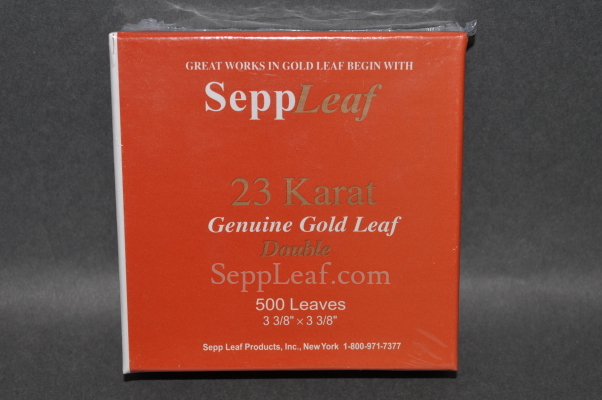 GREAT WORKS IN GOLD LEAF BEGIN WITH
SeppLeaf
23 Karat
Genuine Gold Leaf
Double
SeppLeaf.com
500 Leaves
3 3/8" × 3 3/8"
Sepp Leaf Products, Inc., New York 1-800-971-7377